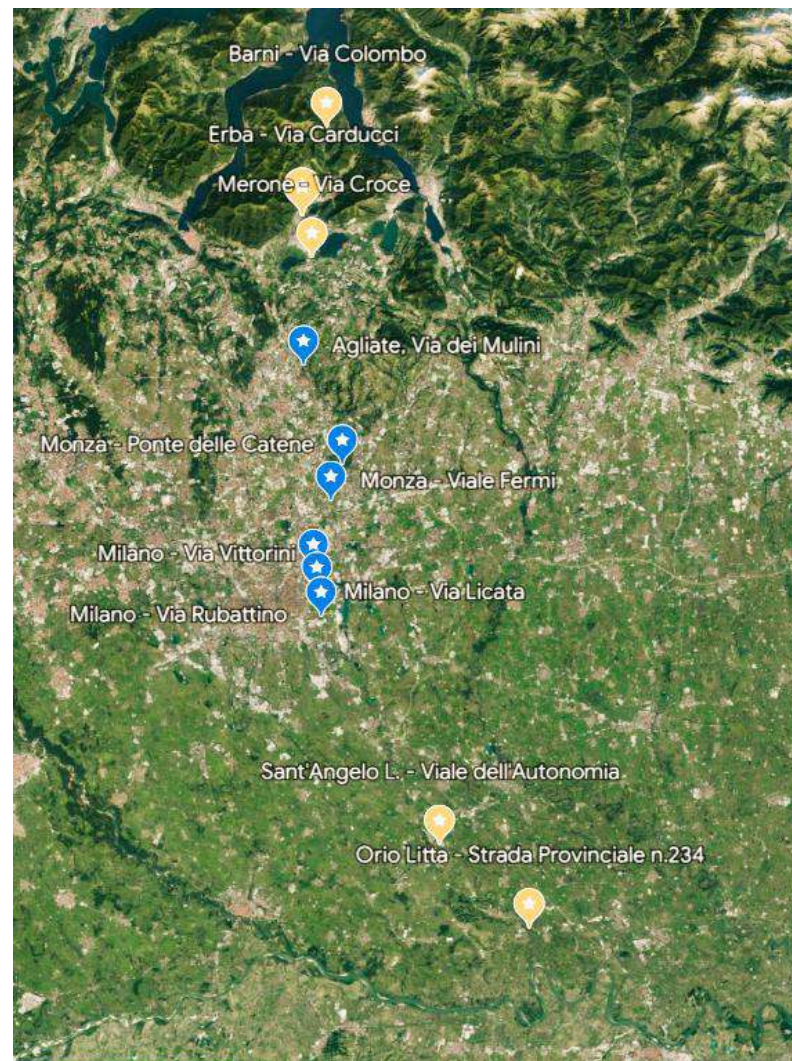 Barni - Via Colombo
Erba - Via Carducci
Merone - Via Croce
Agliate, Via dei Mulini
Monza - Ponte delle Catene
Monza - Viale Fermi
Milano - Via Vittorini
Milano - Via Licata
Milano - Via Rubattino
Sant'Angelo L. - Viale dell'Autonomia
Orio Litta - Strada Provinciale n.234